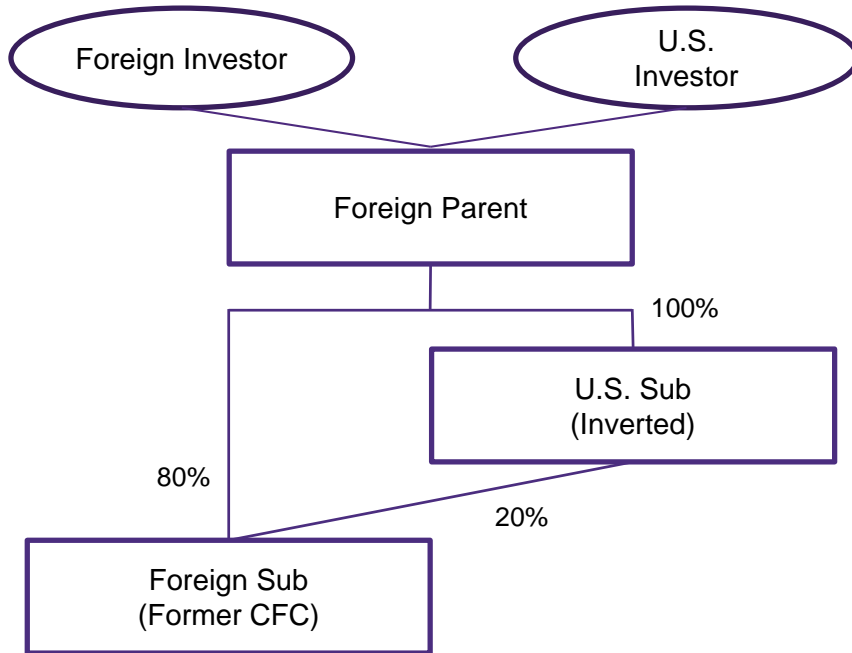 Foreign Investor
U.S.
Investor
Foreign Parent
100%
U.S. Sub
(Inverted)
80%
20%
Foreign Sub
(Former CFC)